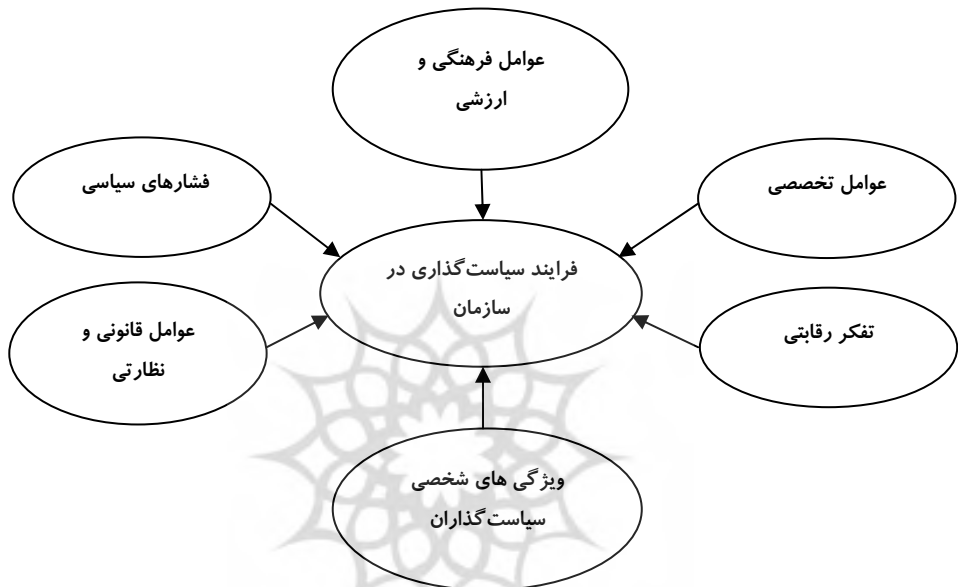 عوامل فرهنگی و
ارزشی
عوامل تخصصی
فشارهای سیاسی
فرایند سیاست‌گذاری در
سازمان
تفکر رقابتی
عوامل قانونی و
نظارتی
ویژگی های شخصی
سیاست‌گذاران